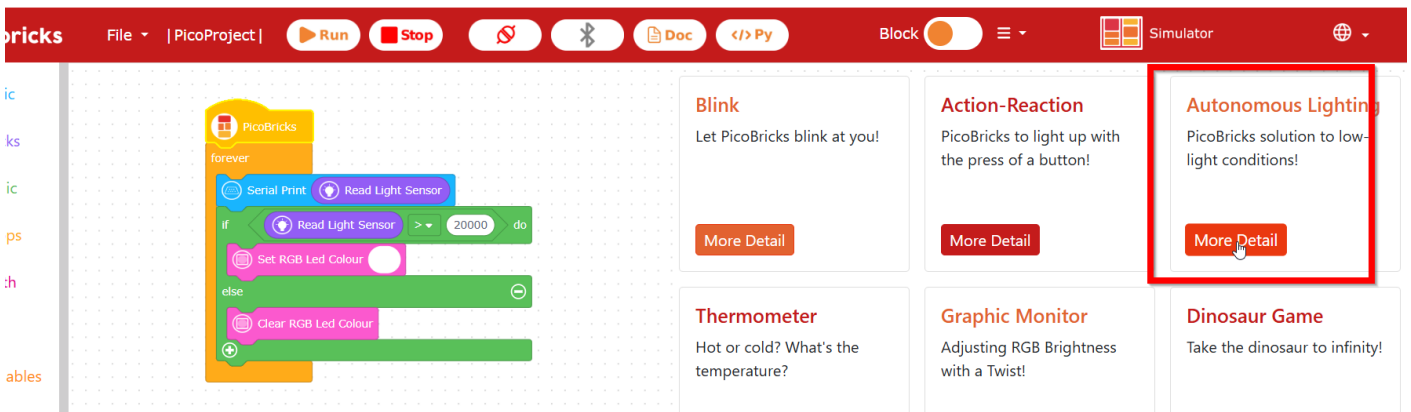 ricks File |PicoProject| Run Stop Doc </> Py Block Simulator
ic
ks
ic
ps
:h
ables
PicoBricks
forever
Serial Print Read Light Sensor
if Read Light Sensor > 20000 do
Set RGB Led Colour
else
Clear RGB Led Colour
Blink
Let PicoBricks blink at you!
More Detail
Action-Reaction
PicoBricks to light up with
the press of a button!
More Detail
Autonomous Lighting
PicoBricks solution to low-
light conditions!
More Detail
Thermometer
Hot or cold? What's the
temperature?
Graphic Monitor
Adjusting RGB Brightness
with a Twist!
Dinosaur Game
Take the dinosaur to infinity!